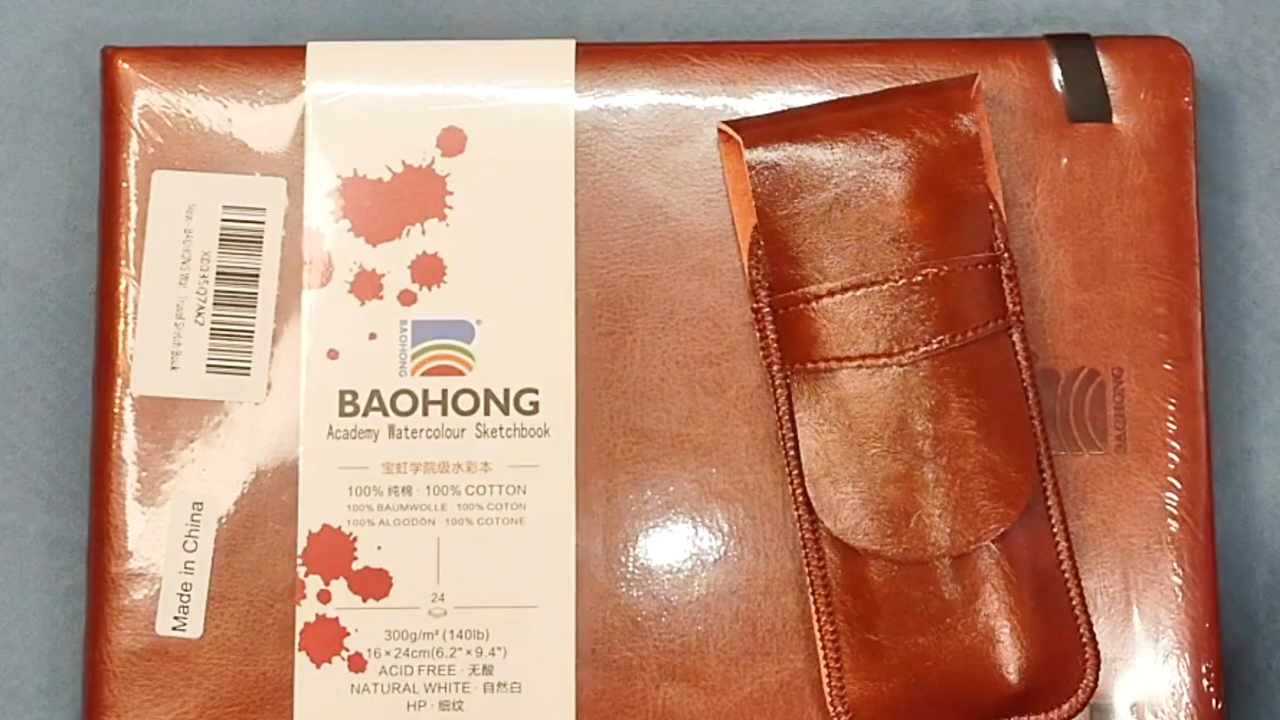 XD335Q7AK7
Made in China
BAOHONG
BAOHONG
Academy Watercolour Sketchbook
宝虹学院级水彩本
100% 纯棉 · 100% COTTON
100% BAUMWOLLE · 100% COTON
100% ALGODÓN · 100% COTONE
24
300g/m² (140lb)
16×24cm(6.2"×9.4")
ACID FREE · 无酸
NATURAL WHITE · 自然白
HP · 细纹
BAOHONG